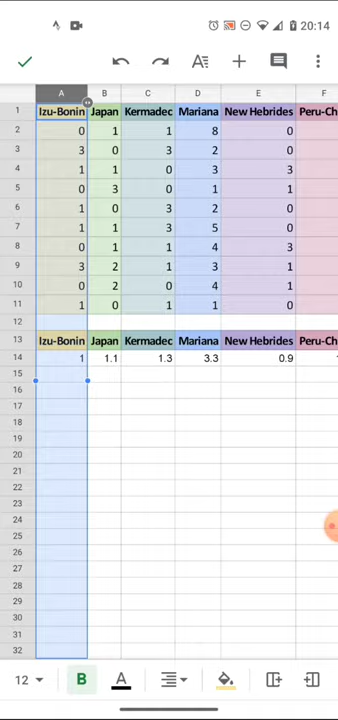 20:14
A B C D E F
1 Izu-Bonin Japan Kermadec Mariana New Hebrides Peru-Ch
2 0 1 1 8 0
3 3 0 3 2 0
4 1 1 0 3 3
5 0 3 0 1 1
6 1 0 3 2 0
7 1 1 3 5 0
8 0 1 1 4 3
9 3 2 1 3 1
10 0 2 0 4 1
11 1 0 1 1 0
12
13 Izu-Bonin Japan Kermadec Mariana New Hebrides Peru-Ch
14 1 1.1 1.3 3.3 0.9
15
16
17
18
19
20
21
22
23
24
25
26
27
28
29
30
31
32
12 B A